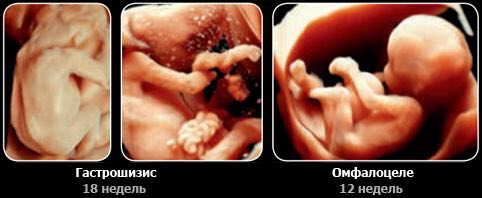 Гастрошизис
18 недель
Омфалоцеле
12 недель